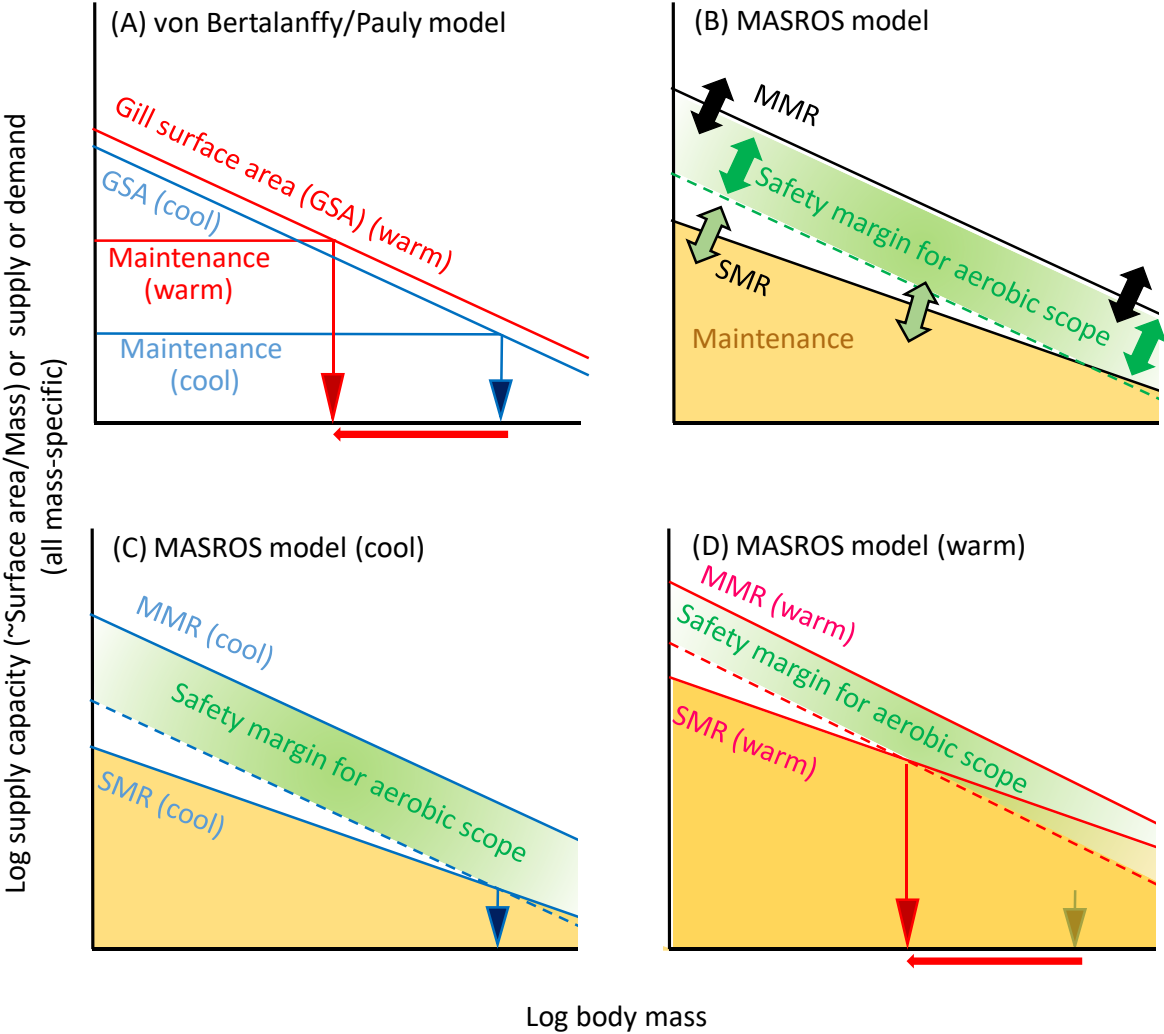 Log supply capacity (~Surface area/Mass) or supply or demand
(all mass-specific)
(A) von Bertalanffy/Pauly model
Gill surface area (GSA) (warm)
GSA (cool)
Maintenance
(warm)
Maintenance
(cool)
(B) MASROS model
MMR
Safety margin for aerobic scope
SMR
Maintenance
(C) MASROS model (cool)
MMR (cool)
Safety margin for aerobic scope
SMR (cool)
(D) MASROS model (warm)
MMR (warm)
Safety margin for aerobic scope
SMR (warm)
Log body mass